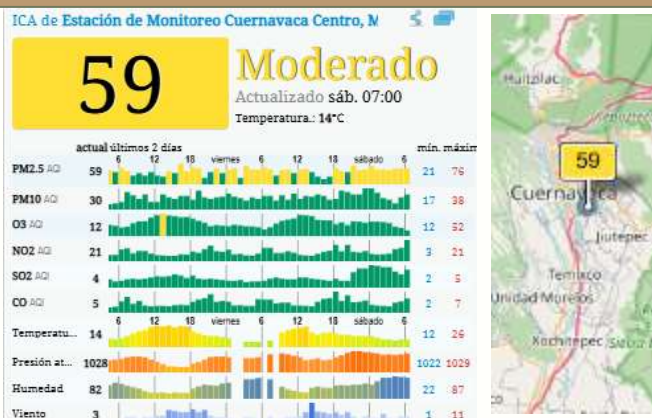 ICA de Estación de Monitoreo Cuernavaca Centro, M
59
Moderado
Actualizado sáb. 07:00
Temperatura.: 14°C
actual últimos 2 días mín. máxim
6 12 18 viernes 6 12 18 sábado 6
PM2.5 AQI 59 21 76
PM10 AQI 30 17 38
O3 AQI 12 12 52
NO2 AQI 21 3 21
SO2 AQI 4 2 5
CO AQI 5 2 7
6 12 18 viernes 6 12 18 sábado 6
Temperatu... 14 12 26
Presión at... 1028 1022 1029
Humedad 82 22 87
Viento 3 1 11
Huitzilac
59
Cuernavaca
Jiutepec
Temixco
Unidad Morelos
Xochitepec